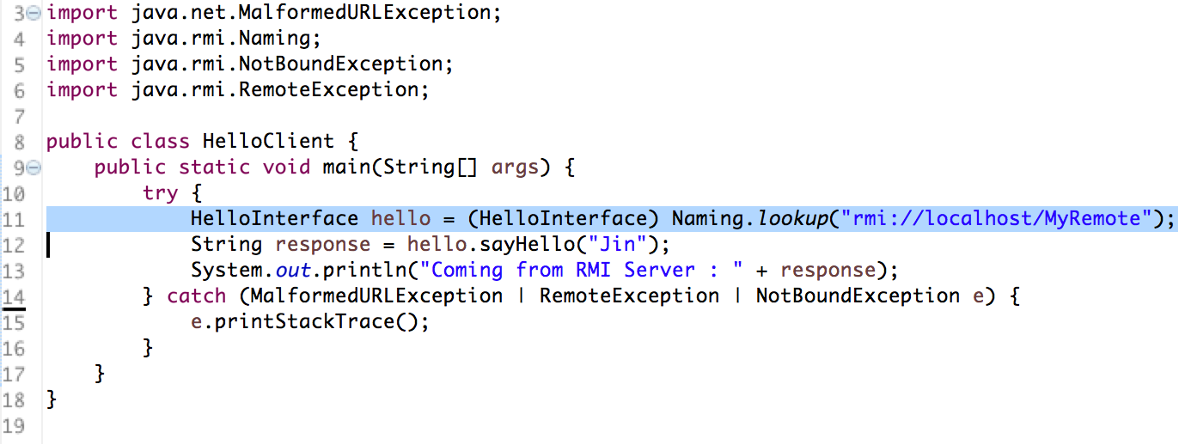 3 import java.net.MalformedURLException;
4 import java.rmi.Naming;
5 import java.rmi.NotBoundException;
6 import java.rmi.RemoteException;
7
8 public class HelloClient {
9     public static void main(String[] args) {
10         try {
11             HelloInterface hello = (HelloInterface) Naming.lookup("rmi://localhost/MyRemote");
12             String response = hello.sayHello("Jin");
13             System.out.println("Coming from RMI Server : " + response);
14         } catch (MalformedURLException | RemoteException | NotBoundException e) {
15             e.printStackTrace();
16         }
17     }
18 }
19